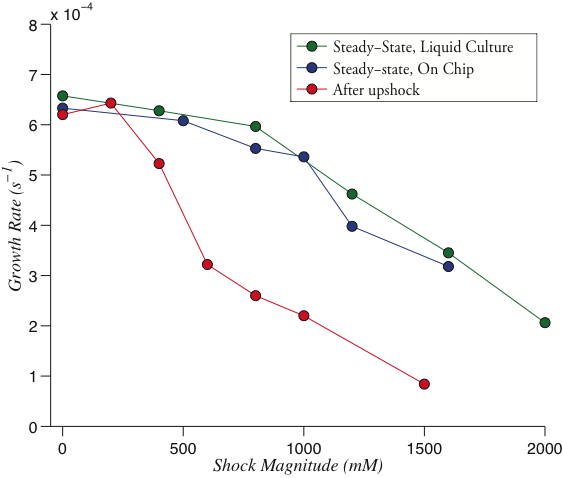 x 10⁻⁴
8
7
6
5
4
3
2
1
0
Growth Rate (s⁻¹)
Steady–State, Liquid Culture
Steady–state, On Chip
After upshock
0 500 1000 1500 2000
Shock Magnitude (mM)